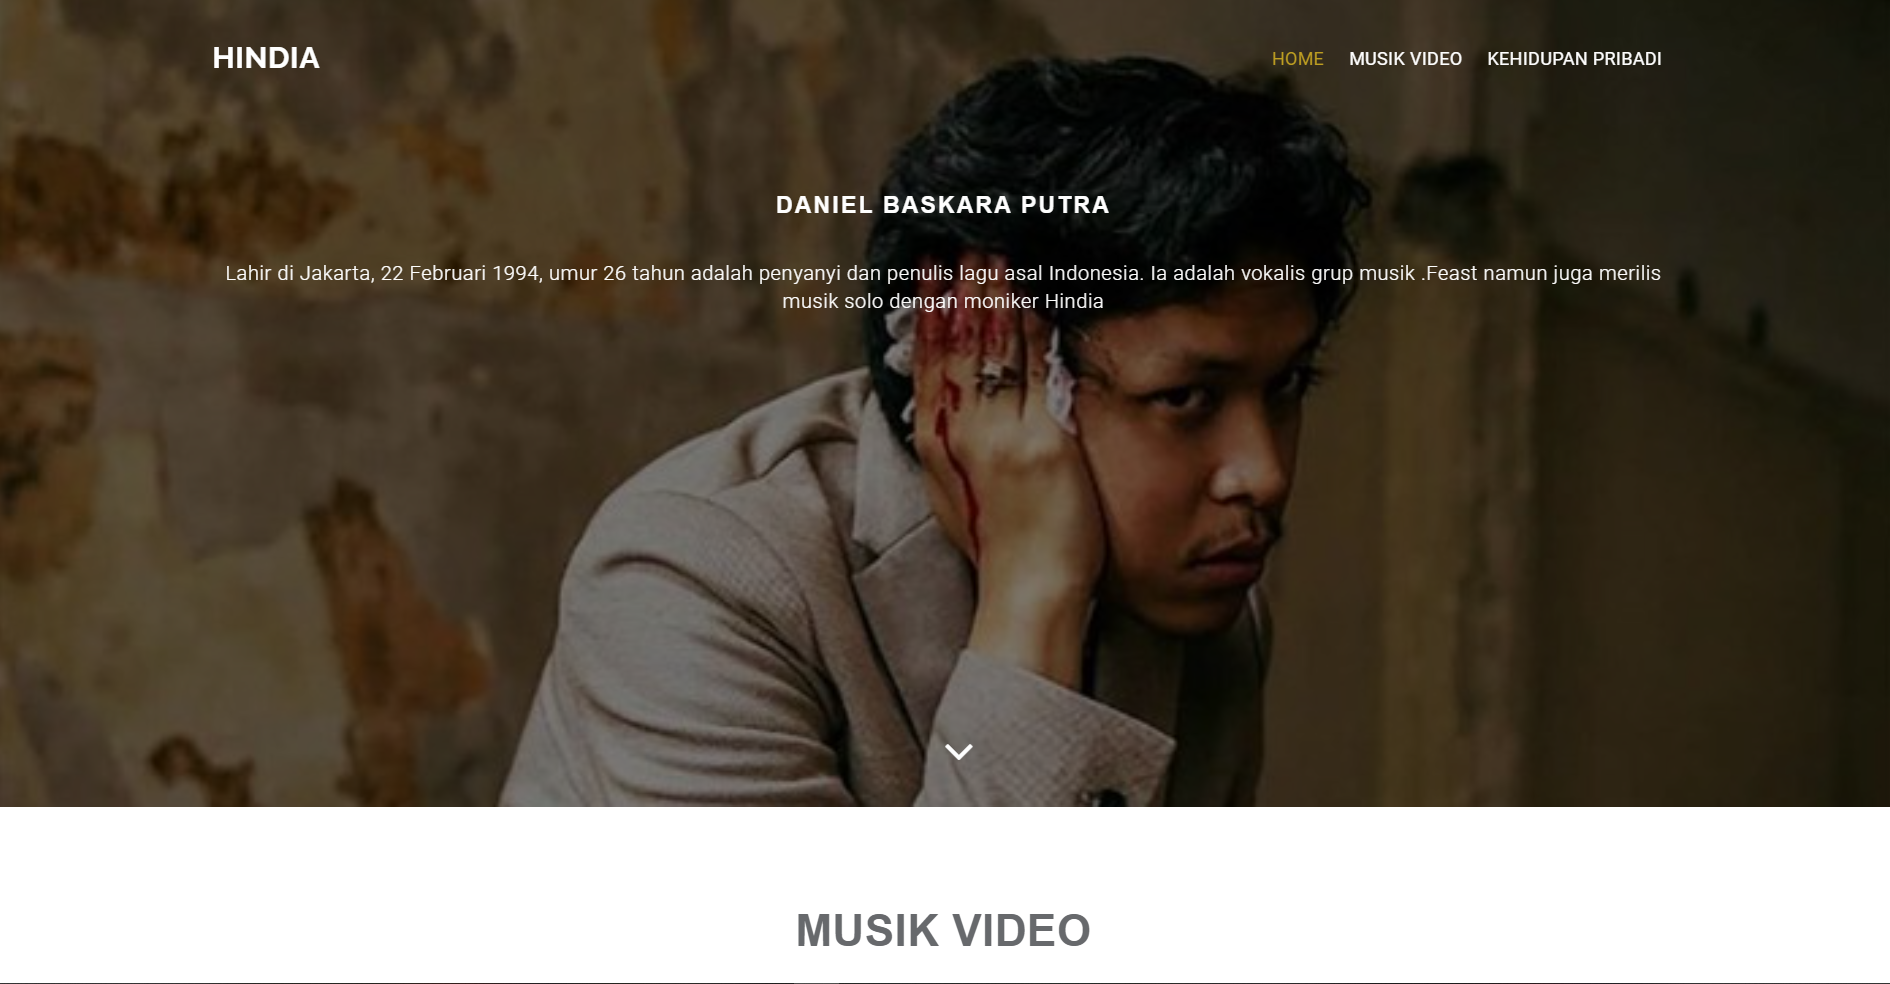 HINDIA
HOME MUSIK VIDEO KEHIDUPAN PRIBADI
DANIEL BASKARA PUTRA
Lahir di Jakarta, 22 Februari 1994, umur 26 tahun adalah penyanyi dan penulis lagu asal Indonesia. Ia adalah vokalis grup musik .Feast namun juga merilis
musik solo dengan moniker Hindia
MUSIK VIDEO